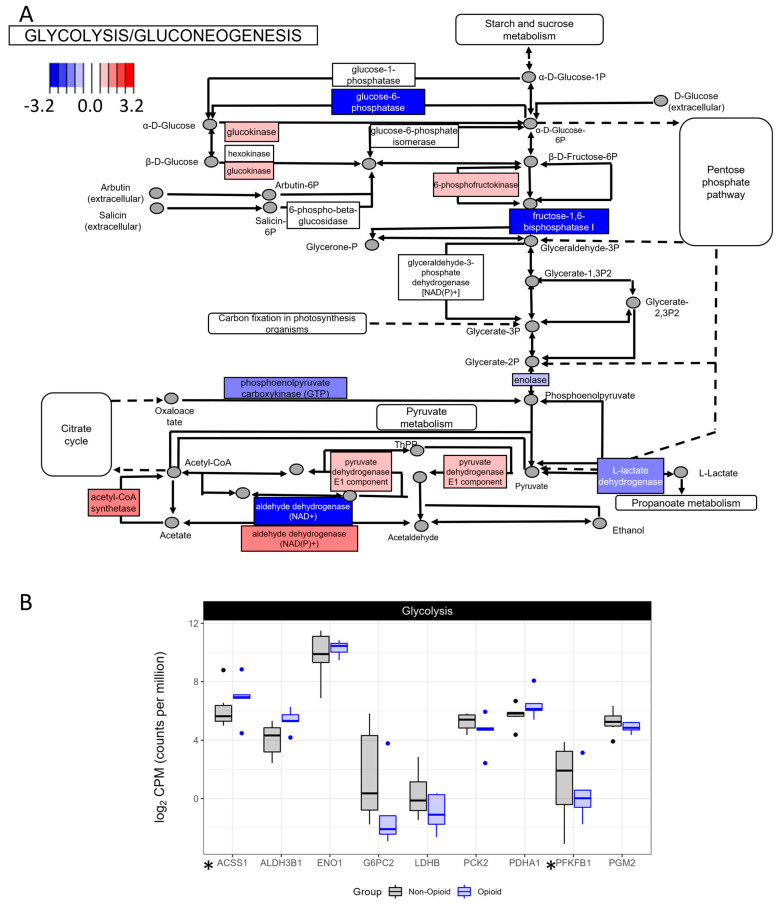 A
GLYCOLYSIS/GLUCONEOGENESIS
-3.2 0.0 3.2
Starch and sucrose
metabolism
glucose-1-
phosphatase
α-D-Glucose-1P
glucose-6-
phosphatase
D-Glucose
(extracellular)
α-D-Glucose
glucokinase
glucose-6-phosphate
isomerase
α-D-Glucose-
6P
hexokinase
β-D-Glucose
glucokinase
β-D-Fructose-6P
Pentose
phosphate
pathway
Arbutin
(extracellular)
Arbutin-6P
6-phosphofructokinase
Salicin
(extracellular)
Salicin-
6P
6-phospho-beta-
glucosidase
fructose-1,6-
bisphosphatase I
Glycerone-P
Glyceraldehyde-3P
glyceraldehyde-3-
phosphate
dehydrogenase
[NAD(P)+]
Glycerate-1,3P2
Glycerate-
2,3P2
Carbon fixation in photosynthesis
organisms
Glycerate-3P
Glycerate-2P
enolase
phosphoenolpyruvate
carboxykinase (GTP)
Phosphoenolpyruvate
Oxaloace
tate
Citrate
cycle
Pyruvate
metabolism
ThPP
Acetyl-CoA
pyruvate
dehydrogenase
E1 component
pyruvate
dehydrogenase
E1 component
Pyruvate
L-lactate
dehydrogenase
L-Lactate
acetyl-CoA
synthetase
Propanoate metabolism
aldehyde dehydrogenase
(NAD+)
Acetate
Acetaldehyde
Ethanol
aldehyde dehydrogenase
(NAD(P)+)
B
Glycolysis
log2 CPM (counts per million)
12
8
4
0
* ACSS1 ALDH3B1 ENO1 G6PC2 LDHB PCK2 PDHA1 * PFKFB1 PGM2
Group Non-Opioid Opioid